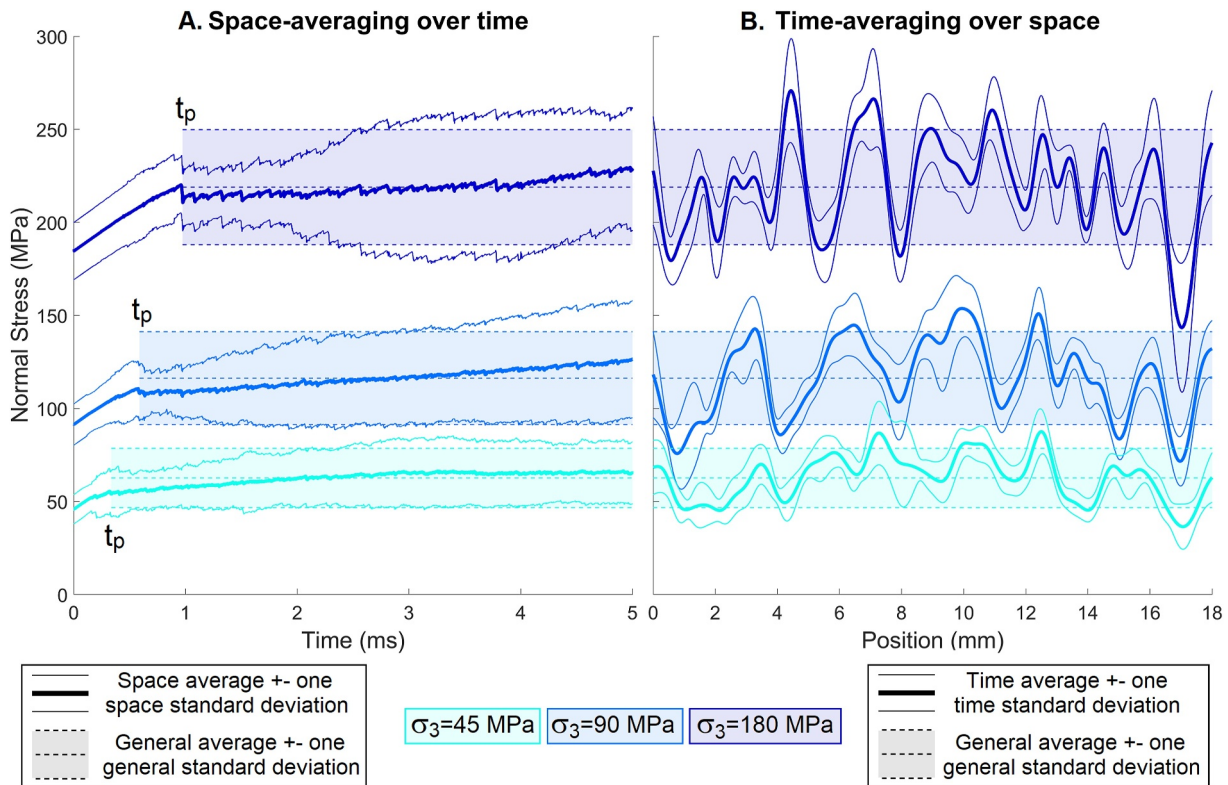 A. Space-averaging over time
B. Time-averaging over space
Normal Stress (MPa)
300
250
200
150
100
50
0
tp
tp
tp
0 1 2 3 4 5
Time (ms)
0 2 4 6 8 10 12 14 16 18
Position (mm)
Space average +- one
space standard deviation
General average +- one
general standard deviation
σ3=45 MPa
σ3=90 MPa
σ3=180 MPa
Time average +- one
time standard deviation
General average +- one
general standard deviation